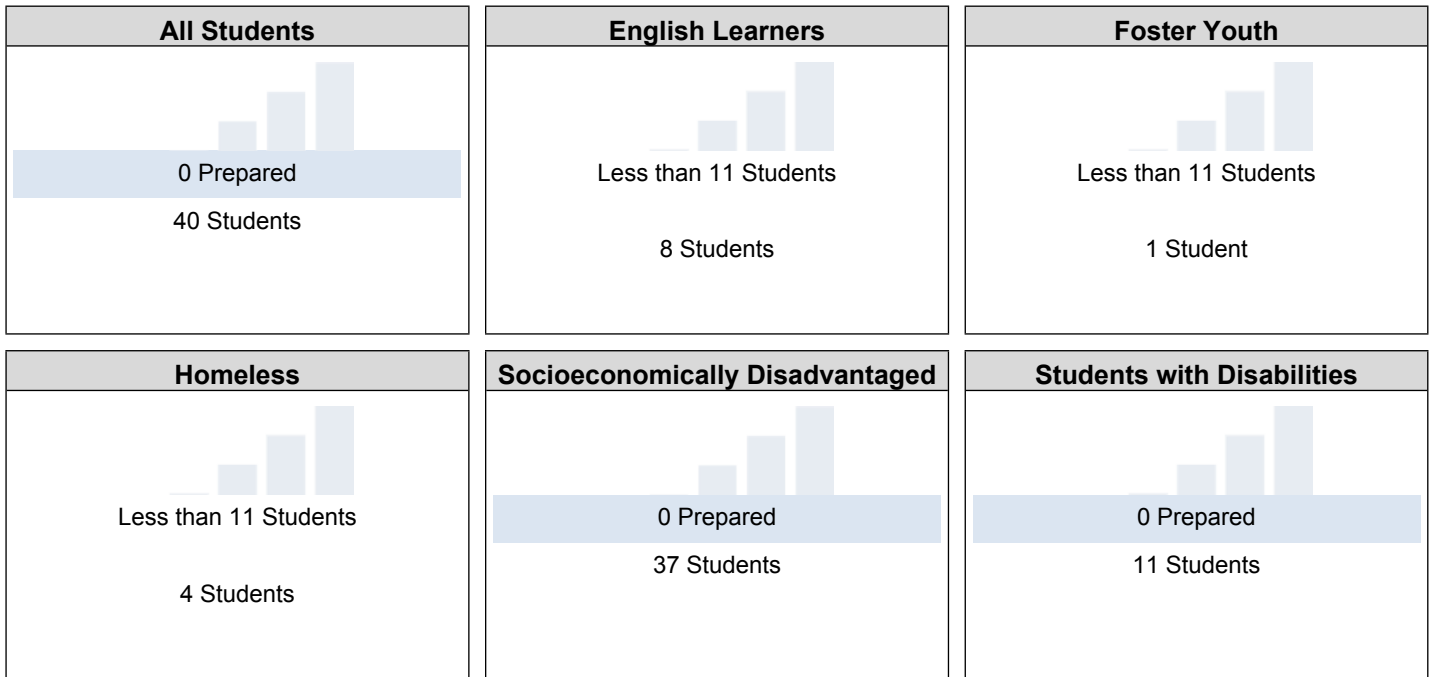 All Students
0 Prepared
40 Students
English Learners
Less than 11 Students
8 Students
Foster Youth
Less than 11 Students
1 Student
Homeless
Less than 11 Students
4 Students
Socioeconomically Disadvantaged
0 Prepared
37 Students
Students with Disabilities
0 Prepared
11 Students